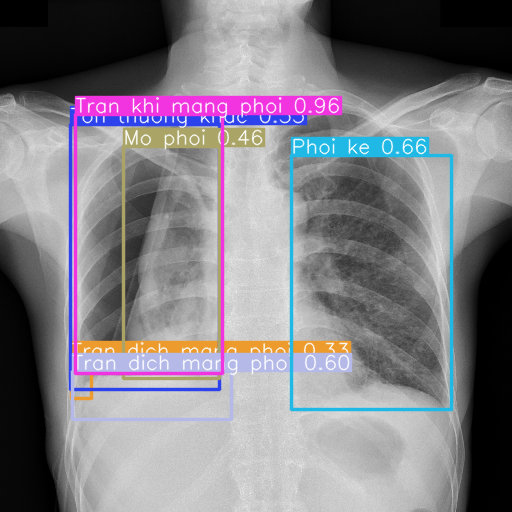 Tran khi mang phoi 0.96
Ton thuong khac 0.55
Mo phoi 0.46
Phoi ke 0.66
Tran dich mang phoi 0.33
Tran dich mang phoi 0.60